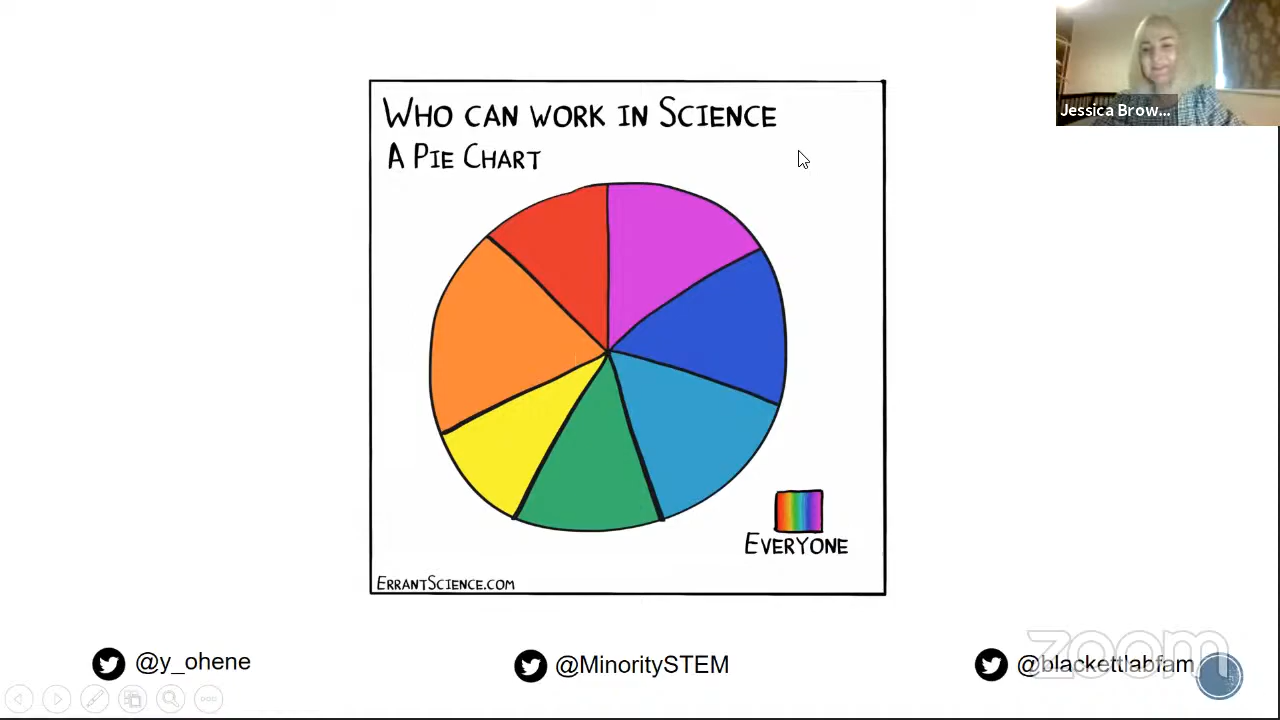 WHO CAN WORK IN SCIENCE
A PIE CHART
Jessica Brow...
EVERYONE
ERRANTSCIENCE.COM
@y_ohene
@MinoritySTEM
@blackettlabfam
zoom